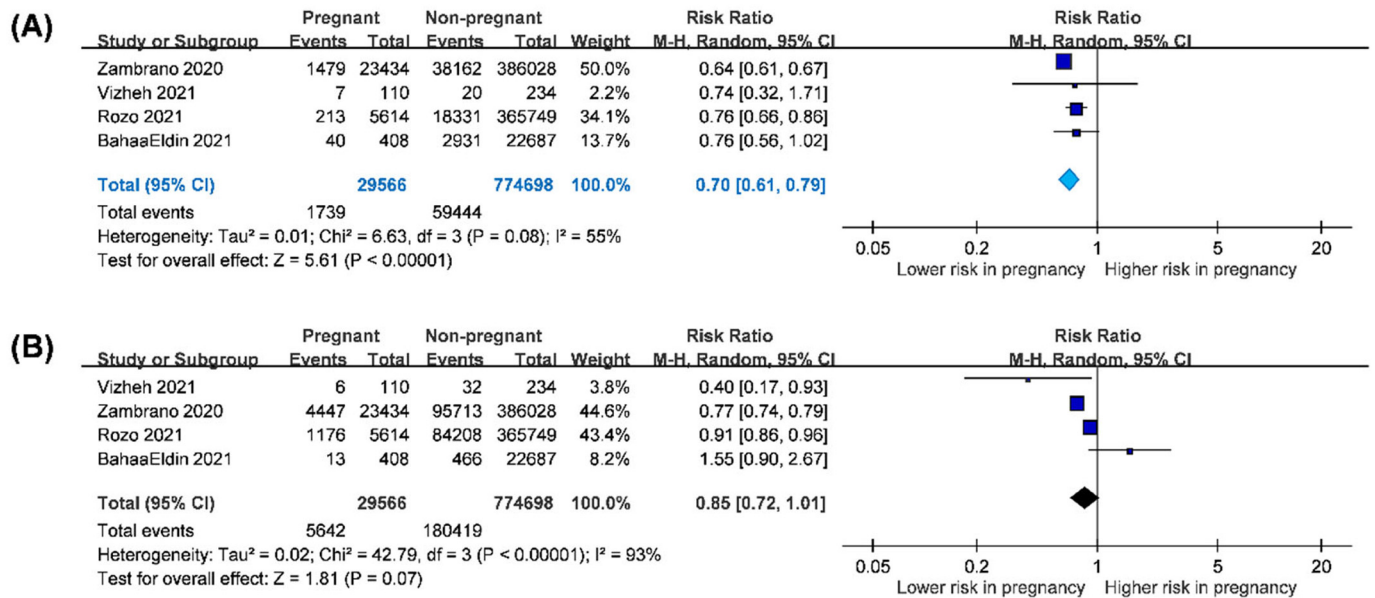 (A)
Pregnant Non-pregnant Risk Ratio Risk Ratio
Study or Subgroup Events Total Events Total Weight M-H, Random, 95% CI M-H, Random, 95% CI
Zambrano 2020 1479 23434 38162 386028 50.0% 0.64 [0.61, 0.67]
Vizheh 2021 7 110 20 234 2.2% 0.74 [0.32, 1.71]
Rozo 2021 213 5614 18331 365749 34.1% 0.76 [0.66, 0.86]
BahaaEldin 2021 40 408 2931 22687 13.7% 0.76 [0.56, 1.02]
Total (95% CI) 29566 774698 100.0% 0.70 [0.61, 0.79]
Total events 1739 59444
Heterogeneity: Tau² = 0.01; Chi² = 6.63, df = 3 (P = 0.08); I² = 55%
Test for overall effect: Z = 5.61 (P < 0.00001)
0.05 0.2 1 5 20
Lower risk in pregnancy Higher risk in pregnancy
(B)
Pregnant Non-pregnant Risk Ratio Risk Ratio
Study or Subgroup Events Total Events Total Weight M-H, Random, 95% CI M-H, Random, 95% CI
Vizheh 2021 6 110 32 234 3.8% 0.40 [0.17, 0.93]
Zambrano 2020 4447 23434 95713 386028 44.6% 0.77 [0.74, 0.79]
Rozo 2021 1176 5614 84208 365749 43.4% 0.91 [0.86, 0.96]
BahaaEldin 2021 13 408 466 22687 8.2% 1.55 [0.90, 2.67]
Total (95% CI) 29566 774698 100.0% 0.85 [0.72, 1.01]
Total events 5642 180419
Heterogeneity: Tau² = 0.02; Chi² = 42.79, df = 3 (P < 0.00001); I² = 93%
Test for overall effect: Z = 1.81 (P = 0.07)
0.05 0.2 1 5 20
Lower risk in pregnancy Higher risk in pregnancy